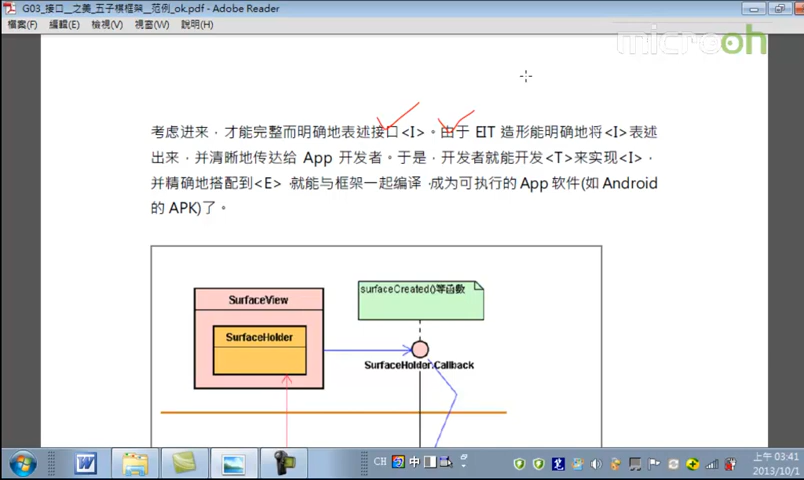 G03_接口__之美_五子棋框架__范例_ok.pdf - Adobe Reader
檔案(F) 編輯(E) 檢視(V) 視窗(W) 說明(H)
microoh
考虑进来，才能完整而明确地表述接口<I>。由于 EIT 造形能明确地将<I>表述
出来，并清晰地传达给 App 开发者。于是，开发者就能开发<T>来实现<I>，
并精确地搭配到<E>，就能与框架一起编译，成为可执行的 App 软件(如 Android
的 APK)了。
surfaceCreated()等函數
SurfaceView
SurfaceHolder
SurfaceHolder.Callback
CH 中
上午 03:41
2013/10/1